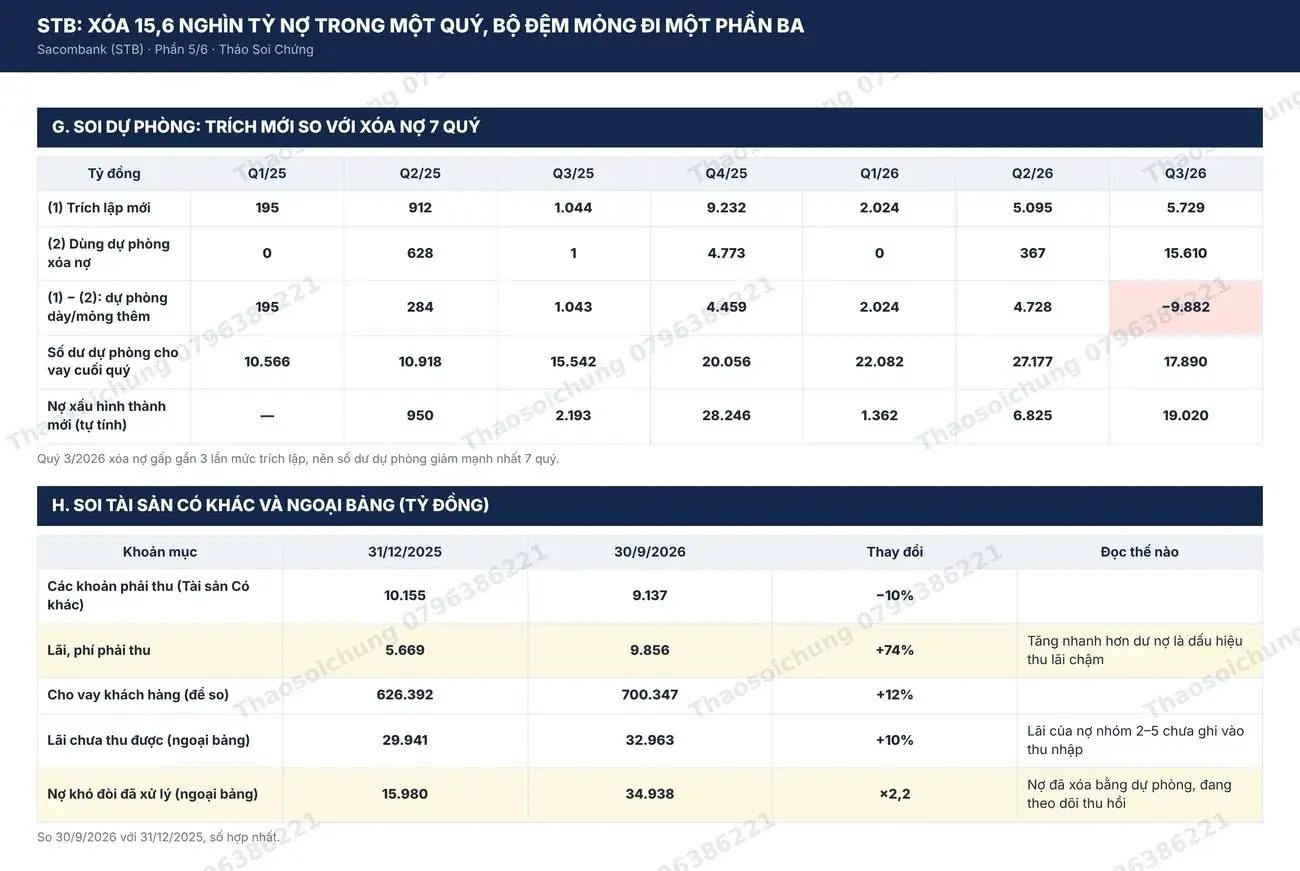 STB: XÓA 15,6 NGHÌN TỶ NỢ TRONG MỘT QUÝ, BỘ ĐỆM MỎNG ĐI MỘT PHẦN BA
Sacombank (STB) · Phần 5/6 · Thảo Soi Chứng
G. SOI DỰ PHÒNG: TRÍCH MỚI SO VỚI XÓA NỢ 7 QUÝ
Tỷ đồng Q1/25 Q2/25 Q3/25 Q4/25 Q1/26 Q2/26 Q3/26
(1) Trích lập mới 195 912 1.044 9.232 2.024 5.095 5.729
(2) Dùng dự phòng
xóa nợ 0 628 1 4.773 0 367 15.610
(1) − (2): dự phòng
dày/mỏng thêm 195 284 1.043 4.459 2.024 4.728 −9.882
Số dư dự phòng cho
vay cuối quý 10.566 10.918 15.542 20.056 22.082 27.177 17.890
Nợ xấu hình thành
mới (tự tính) — 950 2.193 28.246 1.362 6.825 19.020
Quý 3/2026 xóa nợ gấp gần 3 lần mức trích lập, nên số dư dự phòng giảm mạnh nhất 7 quý.
H. SOI TÀI SẢN CÓ KHÁC VÀ NGOẠI BẢNG (TỶ ĐỒNG)
Khoản mục 31/12/2025 30/9/2026 Thay đổi Đọc thế nào
Các khoản phải thu (Tài sản Có
khác) 10.155 9.137 −10%
Lãi, phí phải thu 5.669 9.856 +74% Tăng nhanh hơn dư nợ là dấu hiệu
thu lãi chậm
Cho vay khách hàng (để so) 626.392 700.347 +12%
Lãi chưa thu được (ngoại bảng) 29.941 32.963 +10% Lãi của nợ nhóm 2–5 chưa ghi vào
thu nhập
Nợ khó đòi đã xử lý (ngoại bảng) 15.980 34.938 ×2,2 Nợ đã xóa bằng dự phòng, đang
theo dõi thu hồi
So 30/9/2026 với 31/12/2025, số hợp nhất.
Thaosoichung 0796386221